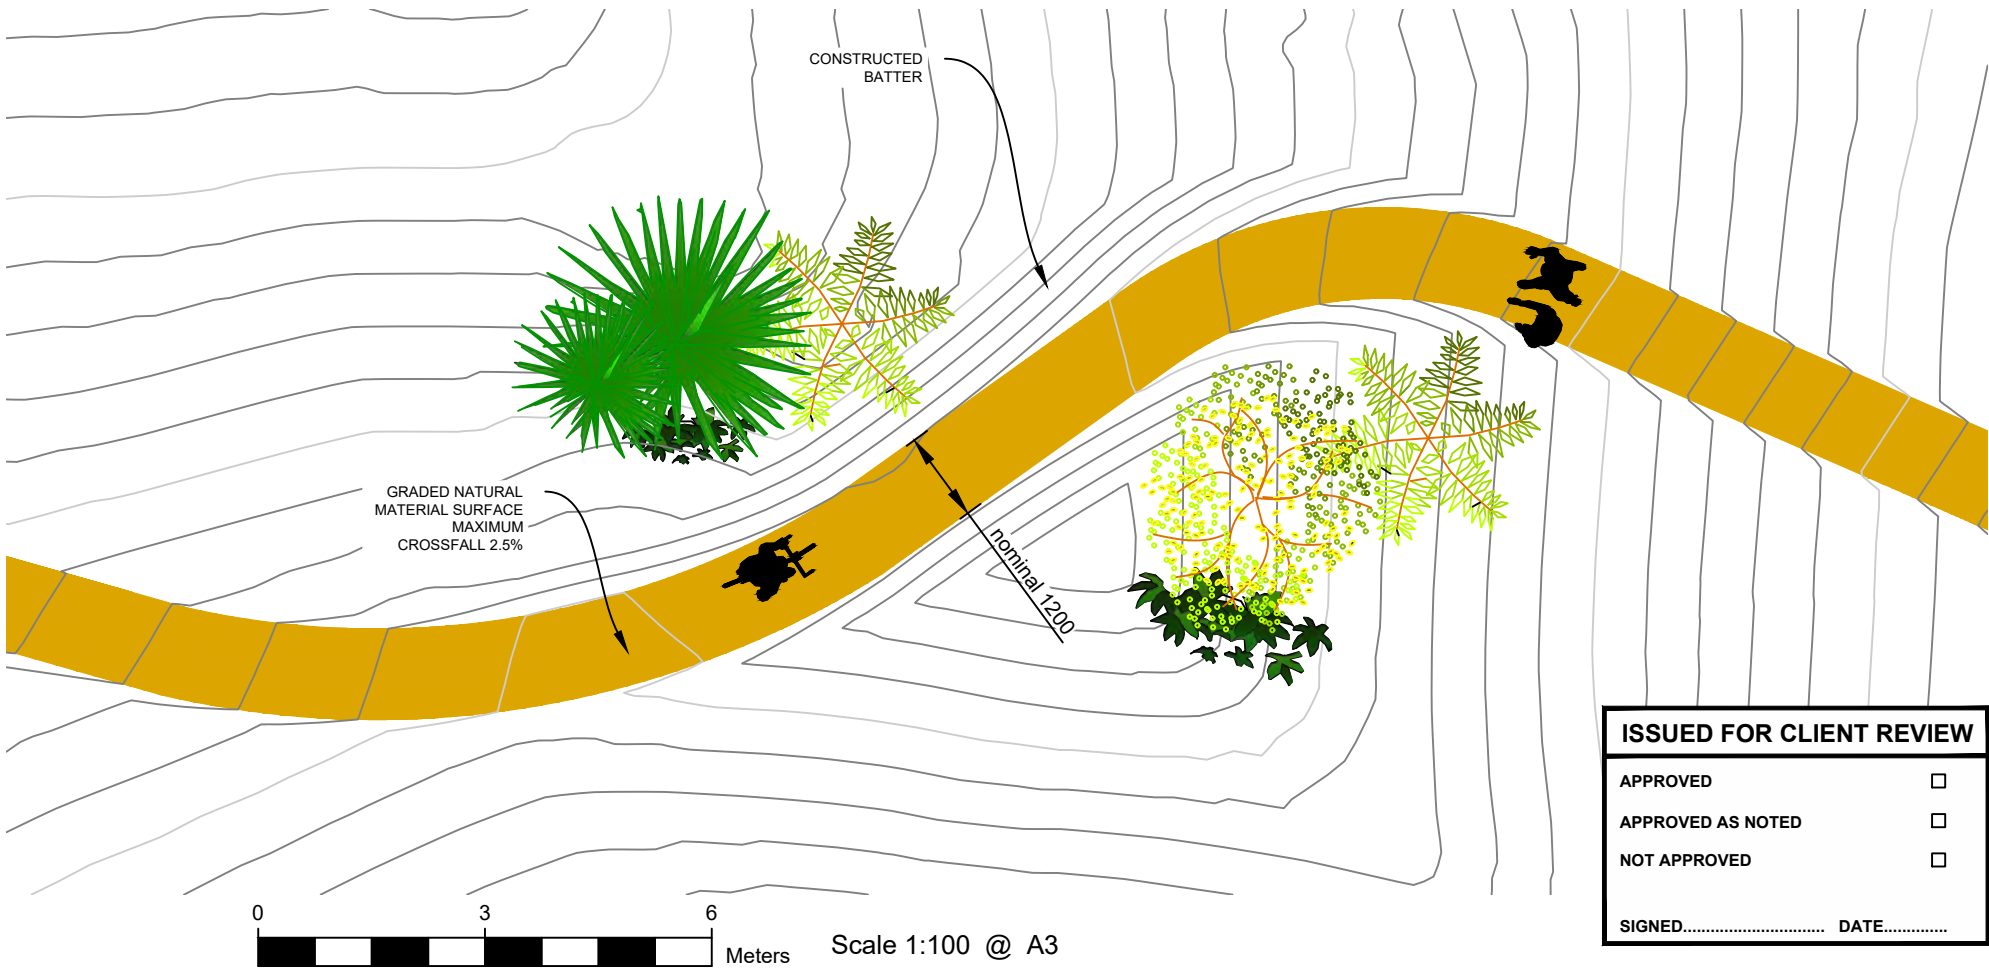 CONSTRUCTED
BATTER
GRADED NATURAL
MATERIAL SURFACE
MAXIMUM
CROSSFALL 2.5%
nominal 1200
ISSUED FOR CLIENT REVIEW
APPROVED
APPROVED AS NOTED
NOT APPROVED
SIGNED............................... DATE..............
0 3 6
Meters
Scale 1:100 @ A3